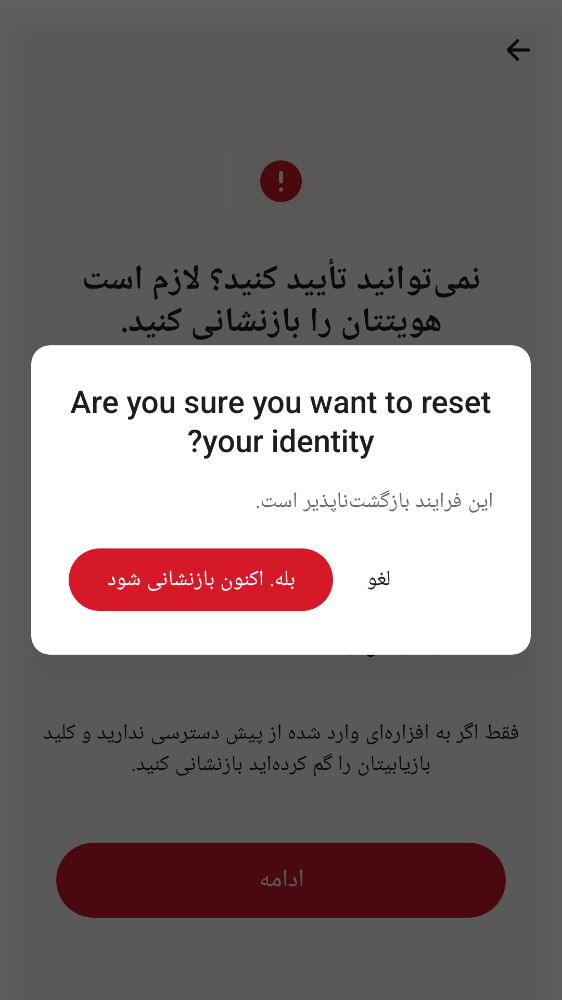 نمی‌توانید تأیید کنید؟ لازم است
هویتتان را بازنشانی کنید.
Are you sure you want to reset
your identity?
این فرایند بازگشت‌ناپذیر است.
لغو
بله. اکنون بازنشانی شود
فقط اگر به افزاره‌ای وارد شده از پیش دسترسی ندارید و کلید
بازیابیتان را گم کرده‌اید بازنشانی کنید.
ادامه